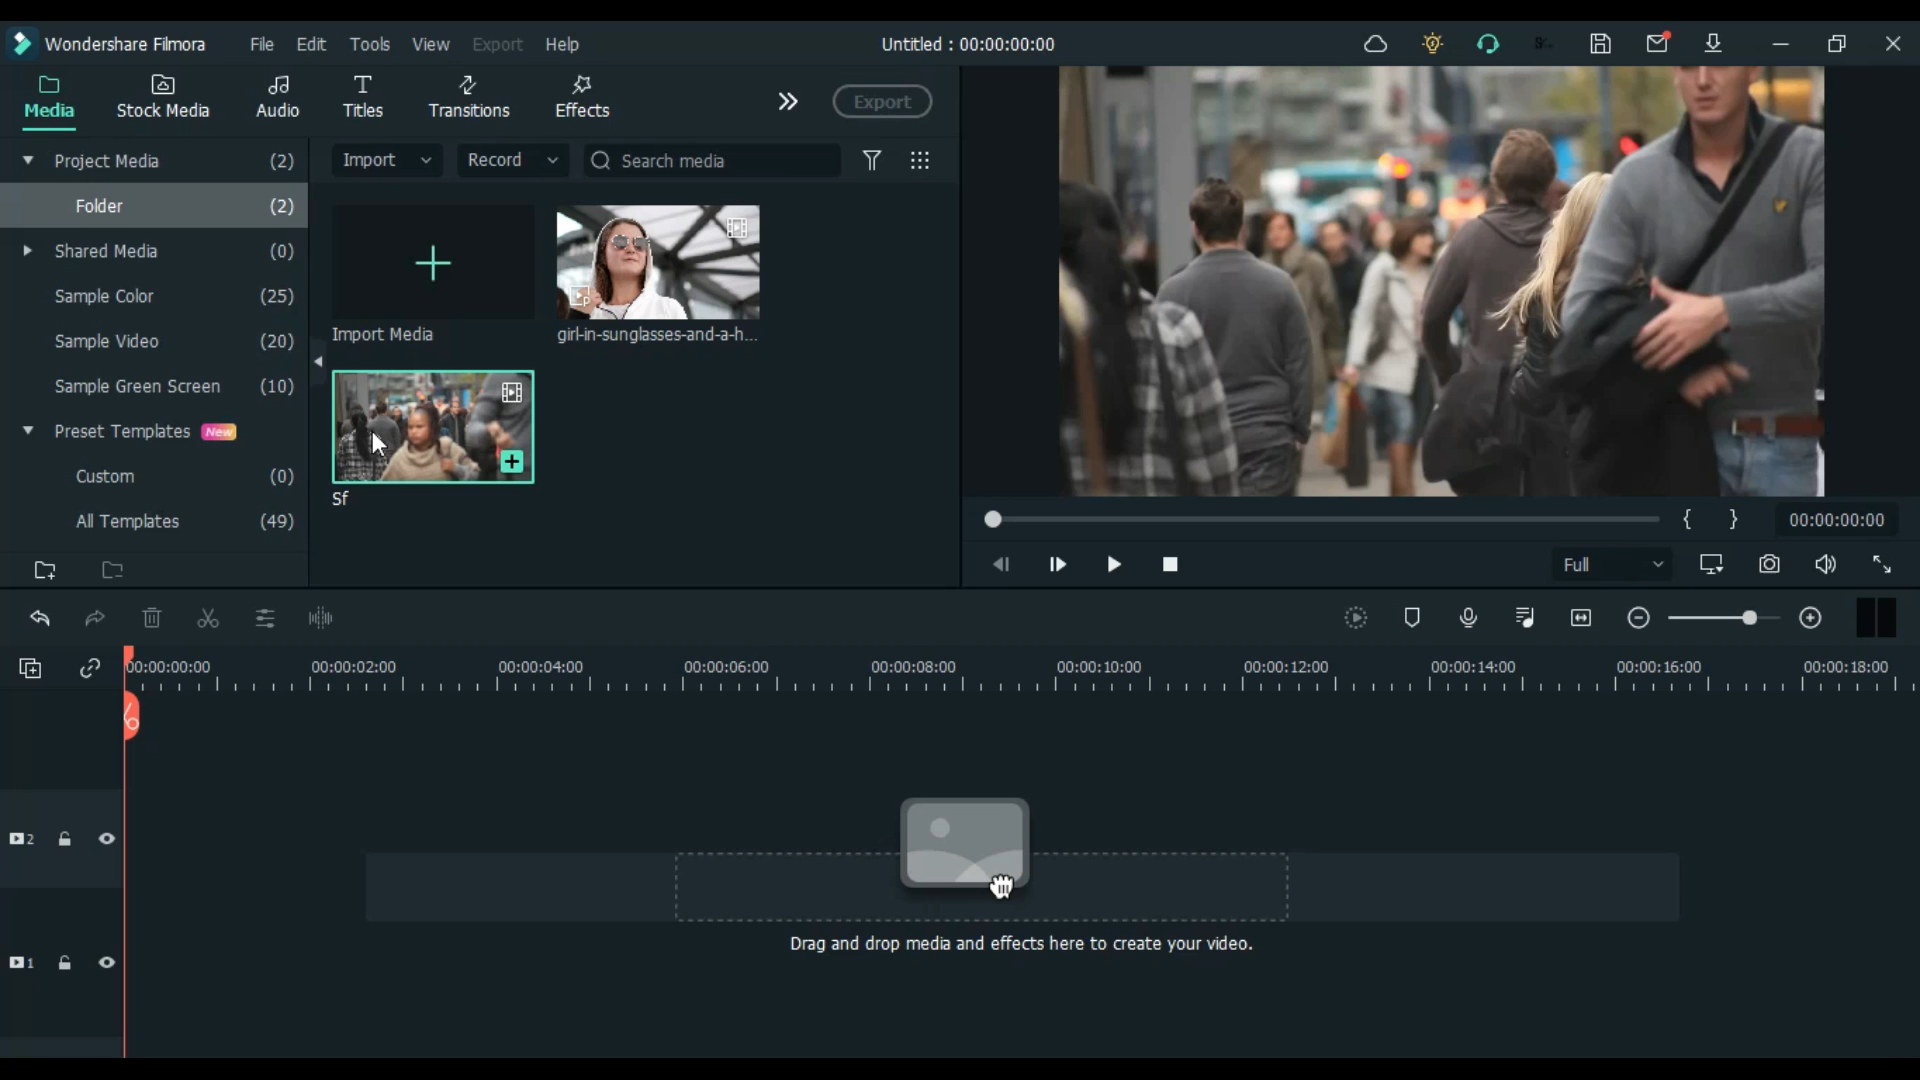 Wondershare Filmora File Edit Tools View Export Help Untitled : 00:00:00:00
Media Stock Media Audio Titles Transitions Effects Export
Project Media (2) Import Record Search media
Folder (2)
Shared Media (0)
Sample Color (25)
Sample Video (20)
Import Media girl-in-sunglasses-and-a-h...
Sample Green Screen (10)
Preset Templates New
Custom (0)
Sf
All Templates (49)
{ } 00:00:00:00
Full
00:00:00:00 00:00:02:00 00:00:04:00 00:00:06:00 00:00:08:00 00:00:10:00 00:00:12:00 00:00:14:00 00:00:16:00 00:00:18:00
2
Drag and drop media and effects here to create your video.
1